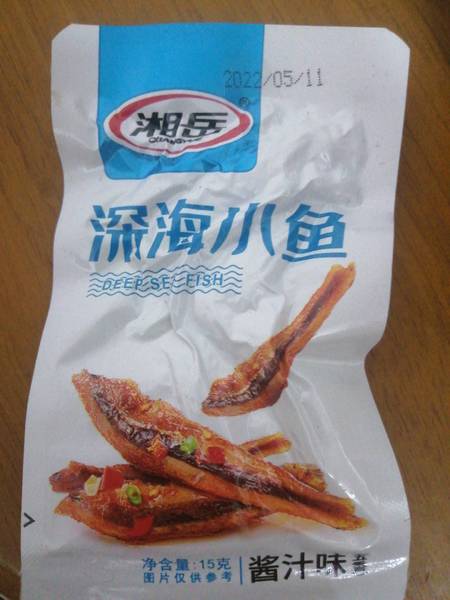 2022/05/11
湘岳®
深海小鱼
DEEP SE FISH
净含量:15克
图片仅供参考
酱汁味